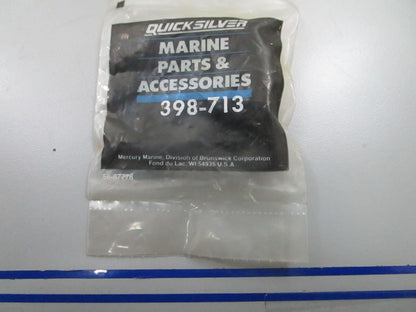 QUICKSILVER
MARINE
PARTS &
ACCESSORIES
398-713
Mercury Marine, Division of Brunswick Corporation
Fond du Lac, WI 54935 U.S.A.